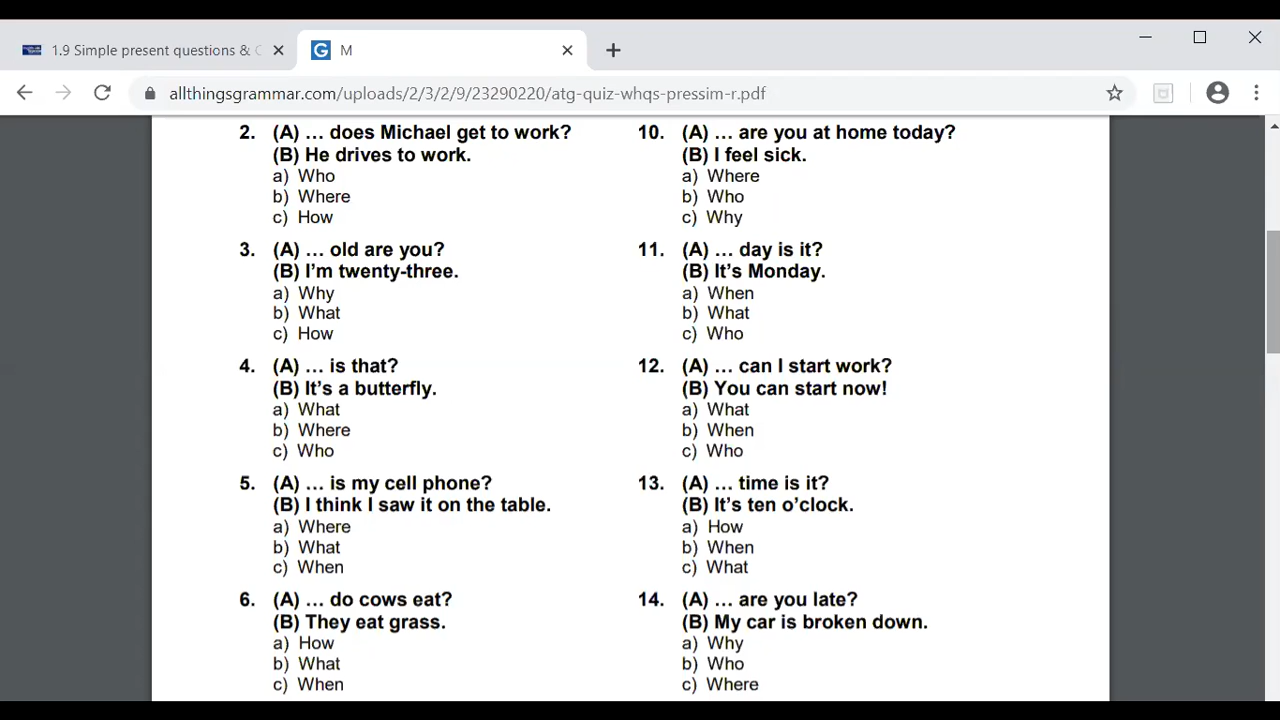 1.9 Simple present questions &
M
allthingsgrammar.com/uploads/2/3/2/9/23290220/atg-quiz-whqs-pressim-r.pdf
2. (A) … does Michael get to work?
(B) He drives to work.
a) Who
b) Where
c) How
3. (A) … old are you?
(B) I'm twenty-three.
a) Why
b) What
c) How
4. (A) … is that?
(B) It's a butterfly.
a) What
b) Where
c) Who
5. (A) … is my cell phone?
(B) I think I saw it on the table.
a) Where
b) What
c) When
6. (A) … do cows eat?
(B) They eat grass.
a) How
b) What
c) When
10. (A) … are you at home today?
(B) I feel sick.
a) Where
b) Who
c) Why
11. (A) … day is it?
(B) It's Monday.
a) When
b) What
c) Who
12. (A) … can I start work?
(B) You can start now!
a) What
b) When
c) Who
13. (A) … time is it?
(B) It's ten o'clock.
a) How
b) When
c) What
14. (A) … are you late?
(B) My car is broken down.
a) Why
b) Who
c) Where